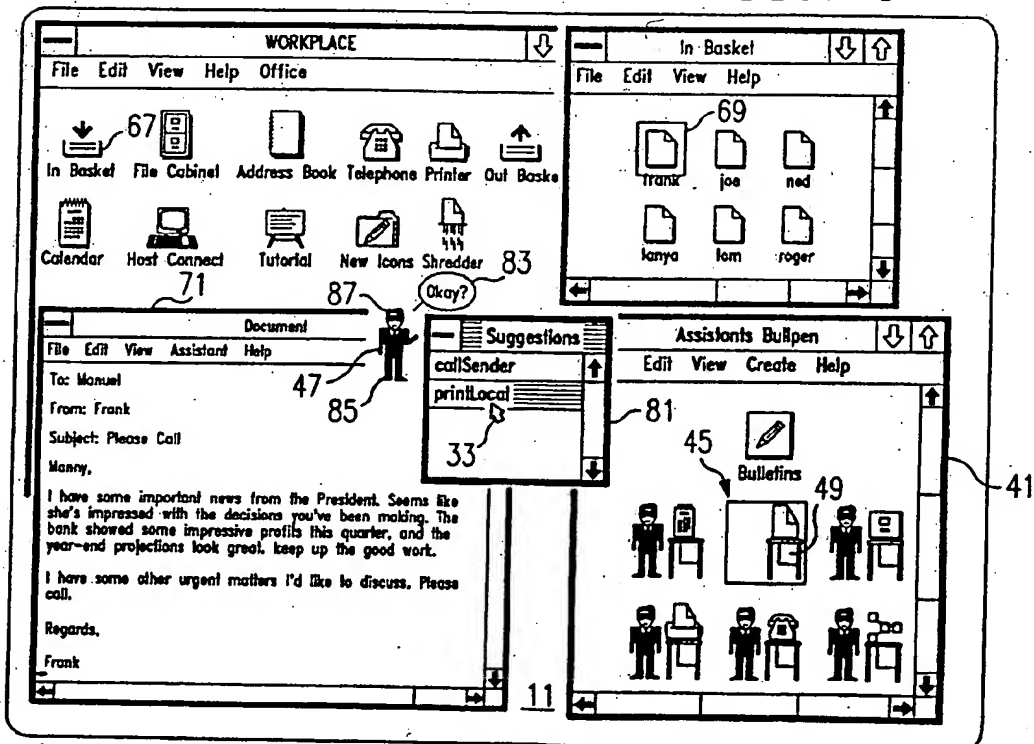 WORKPLACE
File Edit View Help Office
67
In Basket File Cabinet Address Book Telephone Printer Out Baske
Calendar Host Connect Tutorial New Icons Shredder
In Basket
File Edit View Help
69
frank joe ned
tanya tom roger
71
87
Okay?
83
47
85
Document
File Edit View Assistant Help
To: Manuel
From: Frank
Subject: Please Call
Manny,
I have some important news from the President. Seems like
she's impressed with the decisions you've been making. The
bank showed some impressive profits this quarter, and the
year-end projections look great. keep up the good work.
I have some other urgent matters I'd like to discuss. Please
call.
Regards,
Frank
Suggestions
callSender
printLocal
33
81
Assistants Bullpen
Edit View Create Help
Bulletins
45
49
41
11